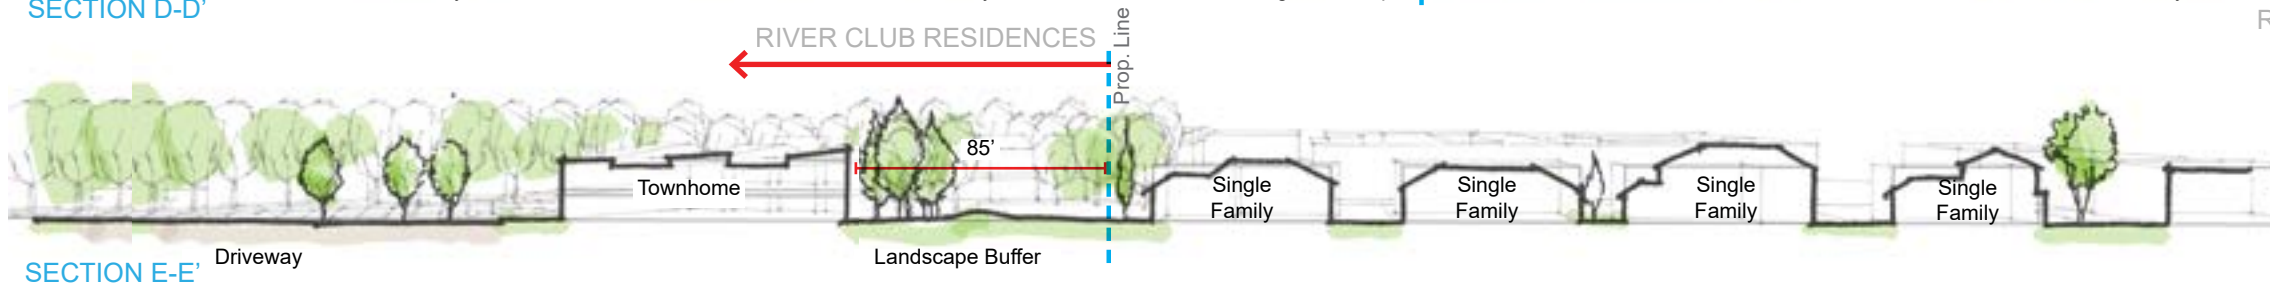 SECTION D-D’
RIVER CLUB RESIDENCES
Prop. Line
85’
Townhome
Single
Family
Single
Family
Single
Family
Single
Family
Driveway
Landscape Buffer
SECTION E-E’